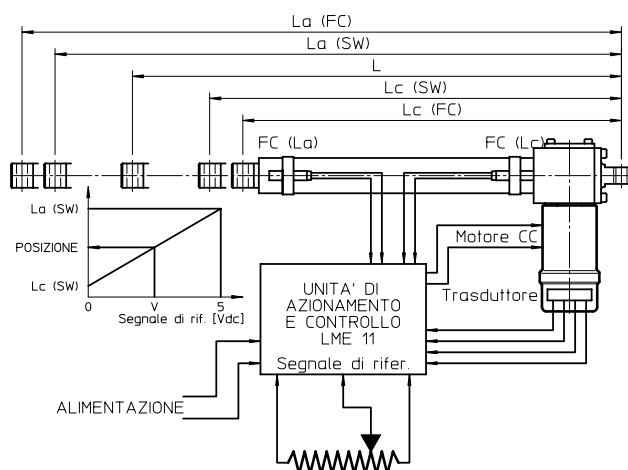 La (FC)
La (SW)
L
Lc (SW)
Lc (FC)
FC (La)
FC (Lc)
La (SW)
POSIZIONE
Lc (SW)
0
V
5
Segnale di rif. [Vdc]
Motore CC
Trasduttore
UNITA' DI
AZIONAMENTO
E CONTROLLO
LME 11
Segnale di rifer.
ALIMENTAZIONE